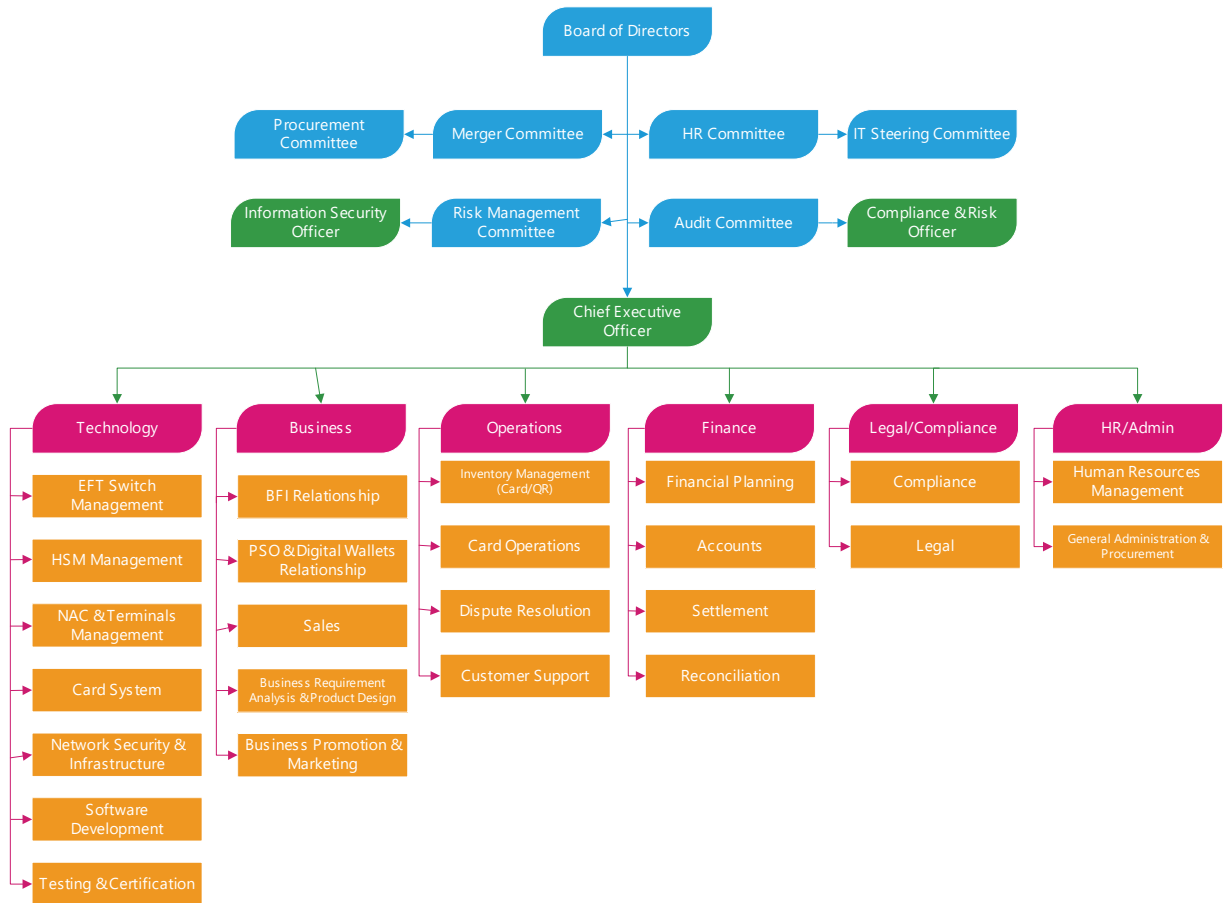 Board of Directors
Procurement
Committee
Merger Committee
HR Committee
IT Steering Committee
Information Security
Officer
Risk Management
Committee
Audit Committee
Compliance &Risk
Officer
Chief Executive
Officer
Technology
Business
Operations
Finance
Legal/Compliance
HR/Admin
EFT Switch
Management
HSM Management
NAC &Terminals
Management
Card System
Network Security &
Infrastructure
Software
Development
Testing &Certification
BFI Relationship
PSO &Digital Wallets
Relationship
Sales
Business Requirement
Analysis &Product Design
Business Promotion &
Marketing
Inventory Management
(Card/QR)
Card Operations
Dispute Resolution
Customer Support
Financial Planning
Accounts
Settlement
Reconciliation
Compliance
Legal
Human Resources
Management
General Administration &
Procurement